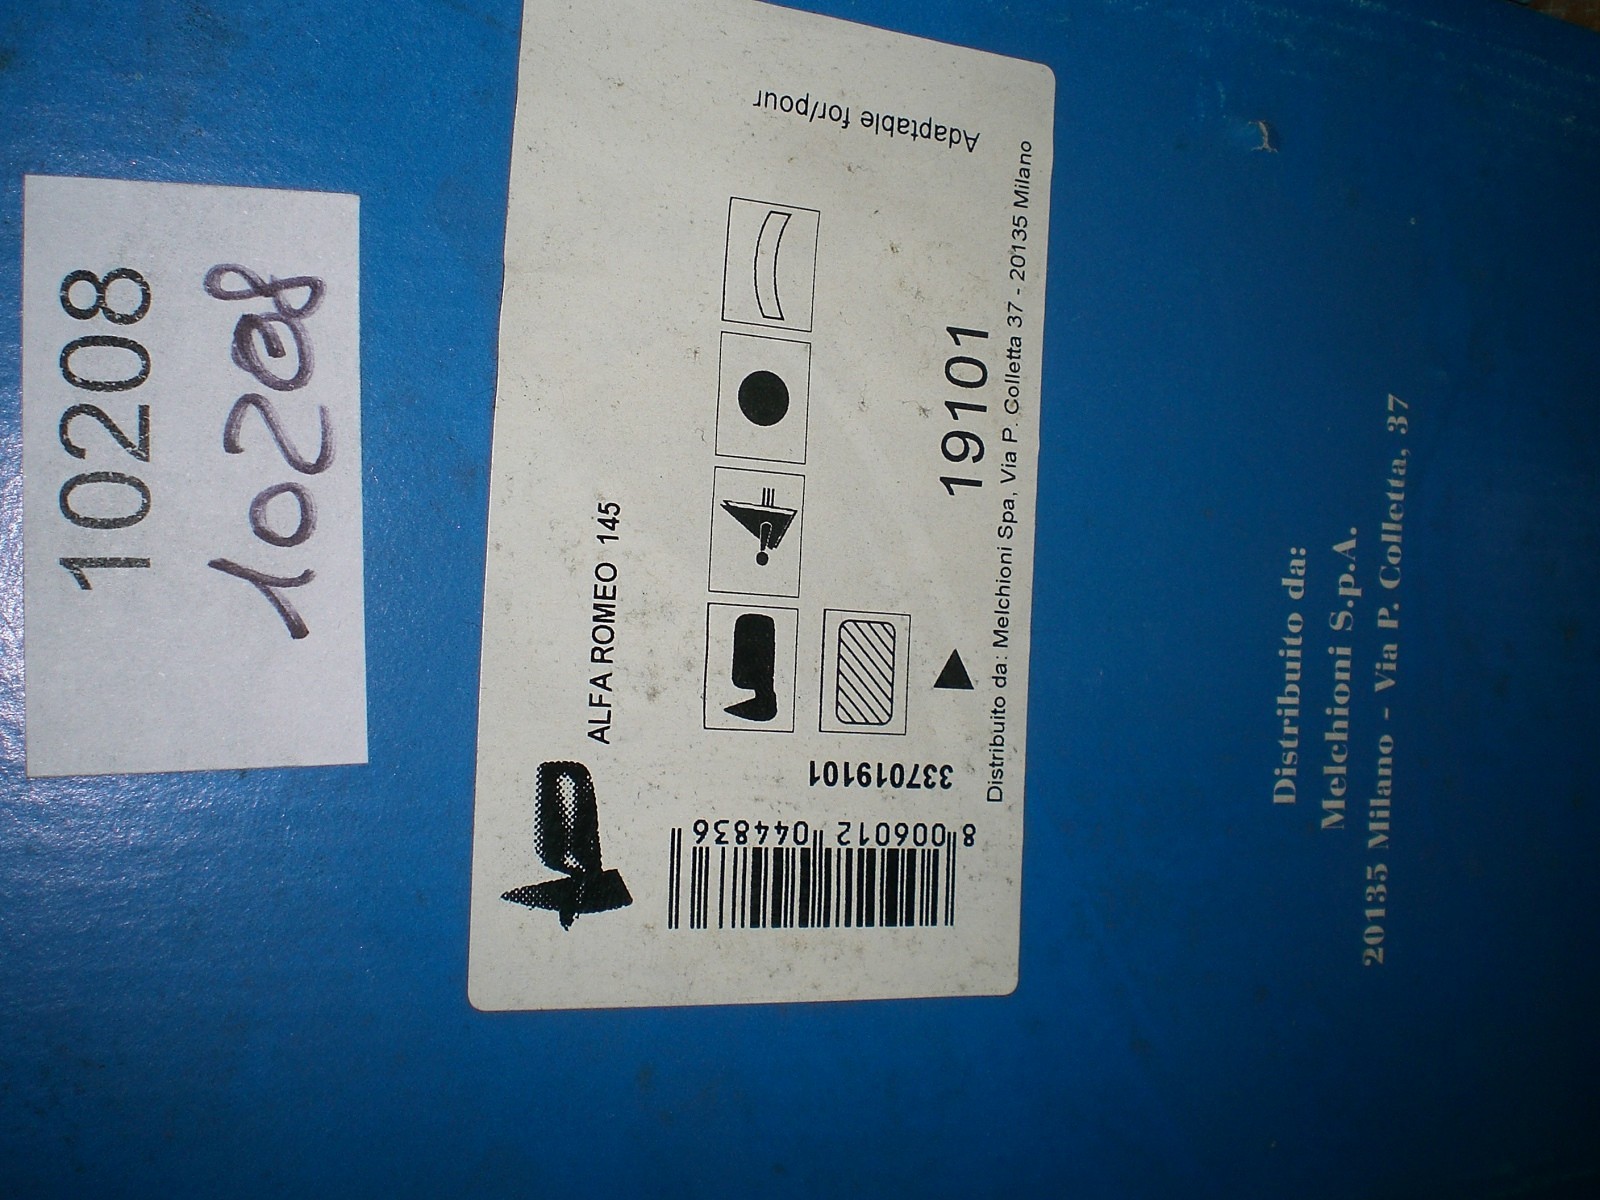 10208
10208
Adaptable for/pour
ALFA ROMEO 145
337019101
8 006012 044836
19101
Distribuito da: Melchioni Spa, Via P. Colletta 37 - 20135 Milano
Distribuito da:
Melchioni S.p.A.
20135 Milano - Via P. Colletta, 37